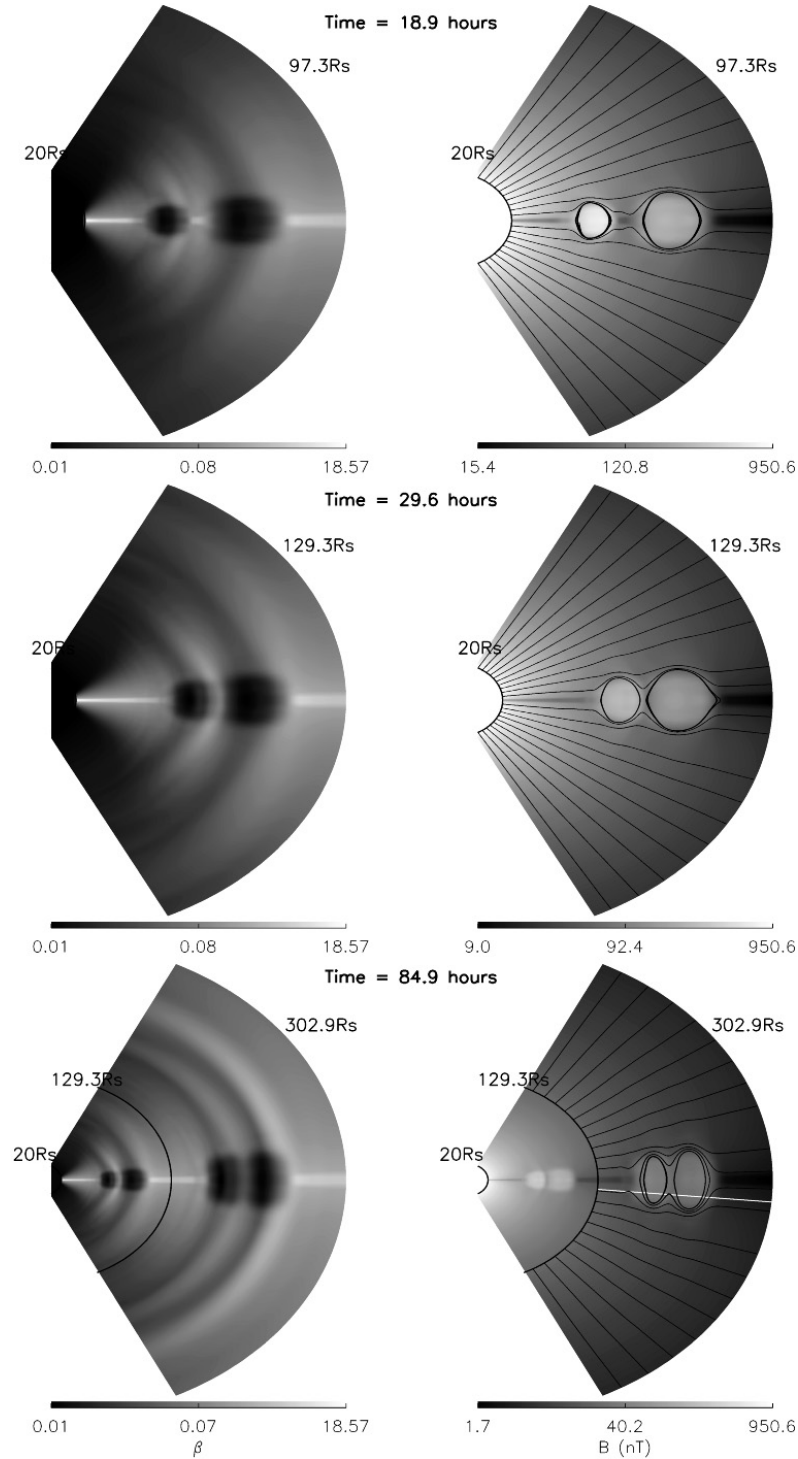 Time = 18.9 hours
97.3Rs 97.3Rs
20Rs 20Rs
0.01 0.08 18.57 15.4 120.8 950.6
Time = 29.6 hours
129.3Rs 129.3Rs
20Rs 20Rs
0.01 0.08 18.57 9.0 92.4 950.6
Time = 84.9 hours
302.9Rs 302.9Rs
129.3Rs 129.3Rs
20Rs 20Rs
0.01 0.07 18.57 1.7 40.2 950.6
β B (nT)